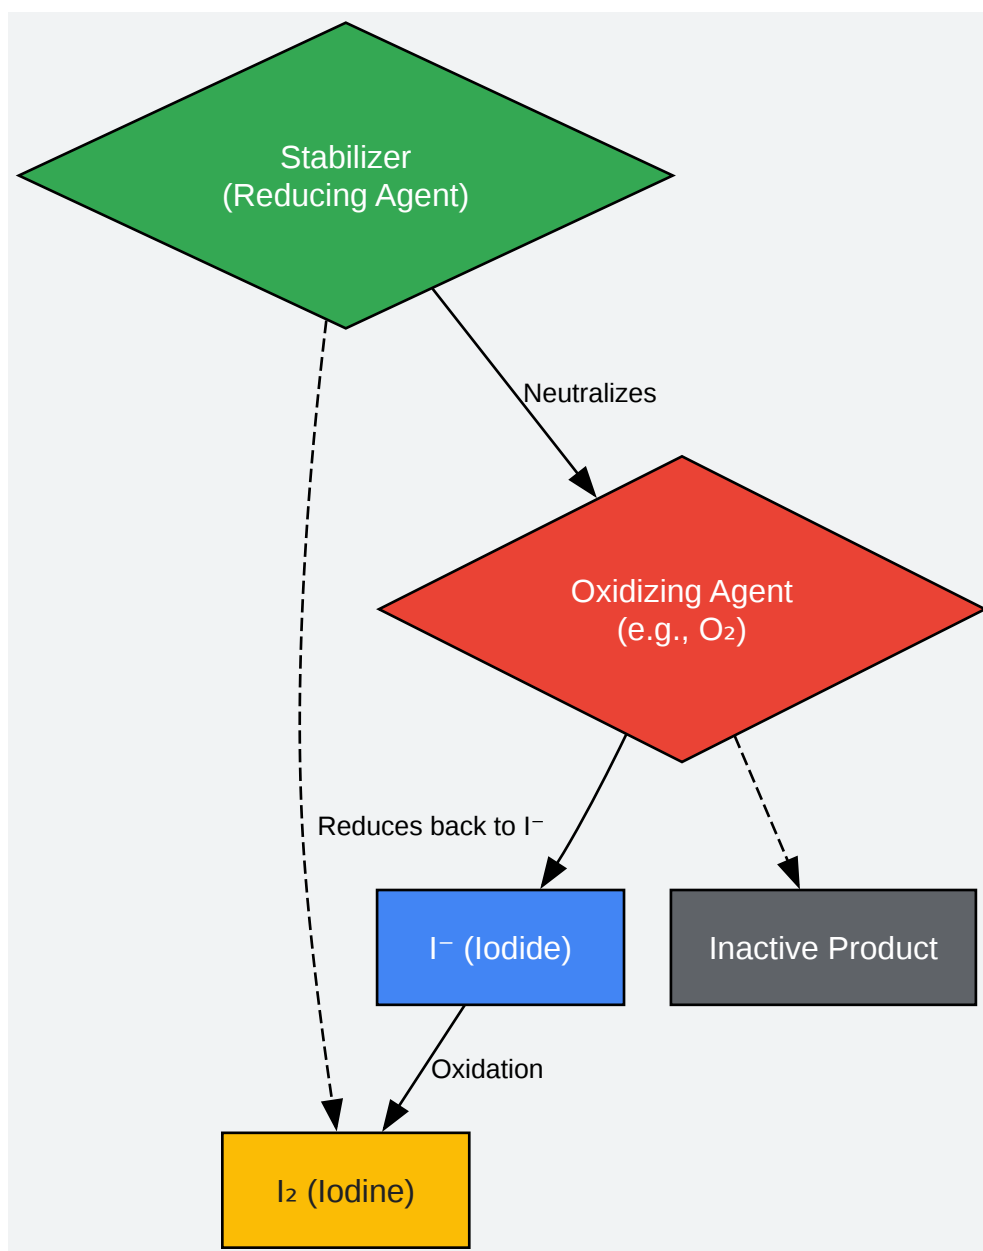 Stabilizer
(Reducing Agent)
Neutralizes
Oxidizing Agent
(e.g., O₂)
Reduces back to I⁻
I⁻ (Iodide)
Inactive Product
Oxidation
I₂ (Iodine)